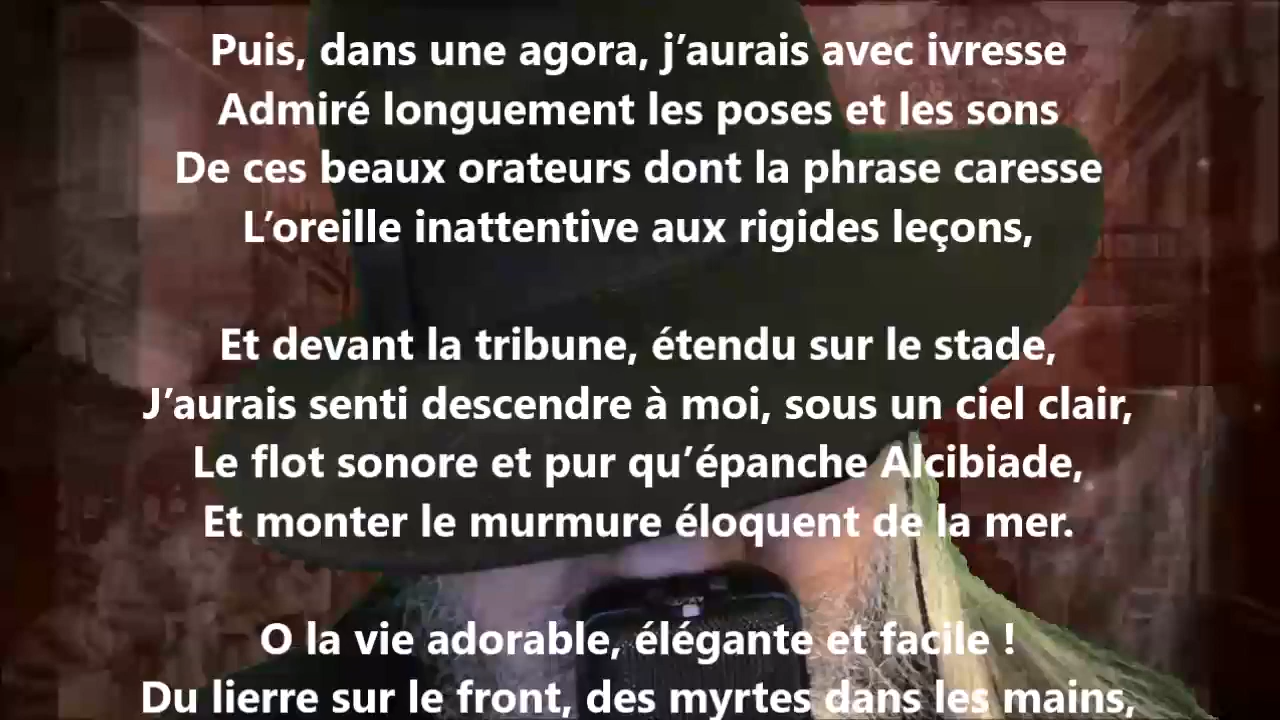 Puis, dans une agora, j’aurais avec ivresse
Admiré longuement les poses et les sons
De ces beaux orateurs dont la phrase caresse
L’oreille inattentive aux rigides leçons,
Et devant la tribune, étendu sur le stade,
J’aurais senti descendre à moi, sous un ciel clair,
Le flot sonore et pur qu’épanche Alcibiade,
Et monter le murmure éloquent de la mer.
O la vie adorable, élégante et facile !
Du lierre sur le front, des myrtes dans les mains,